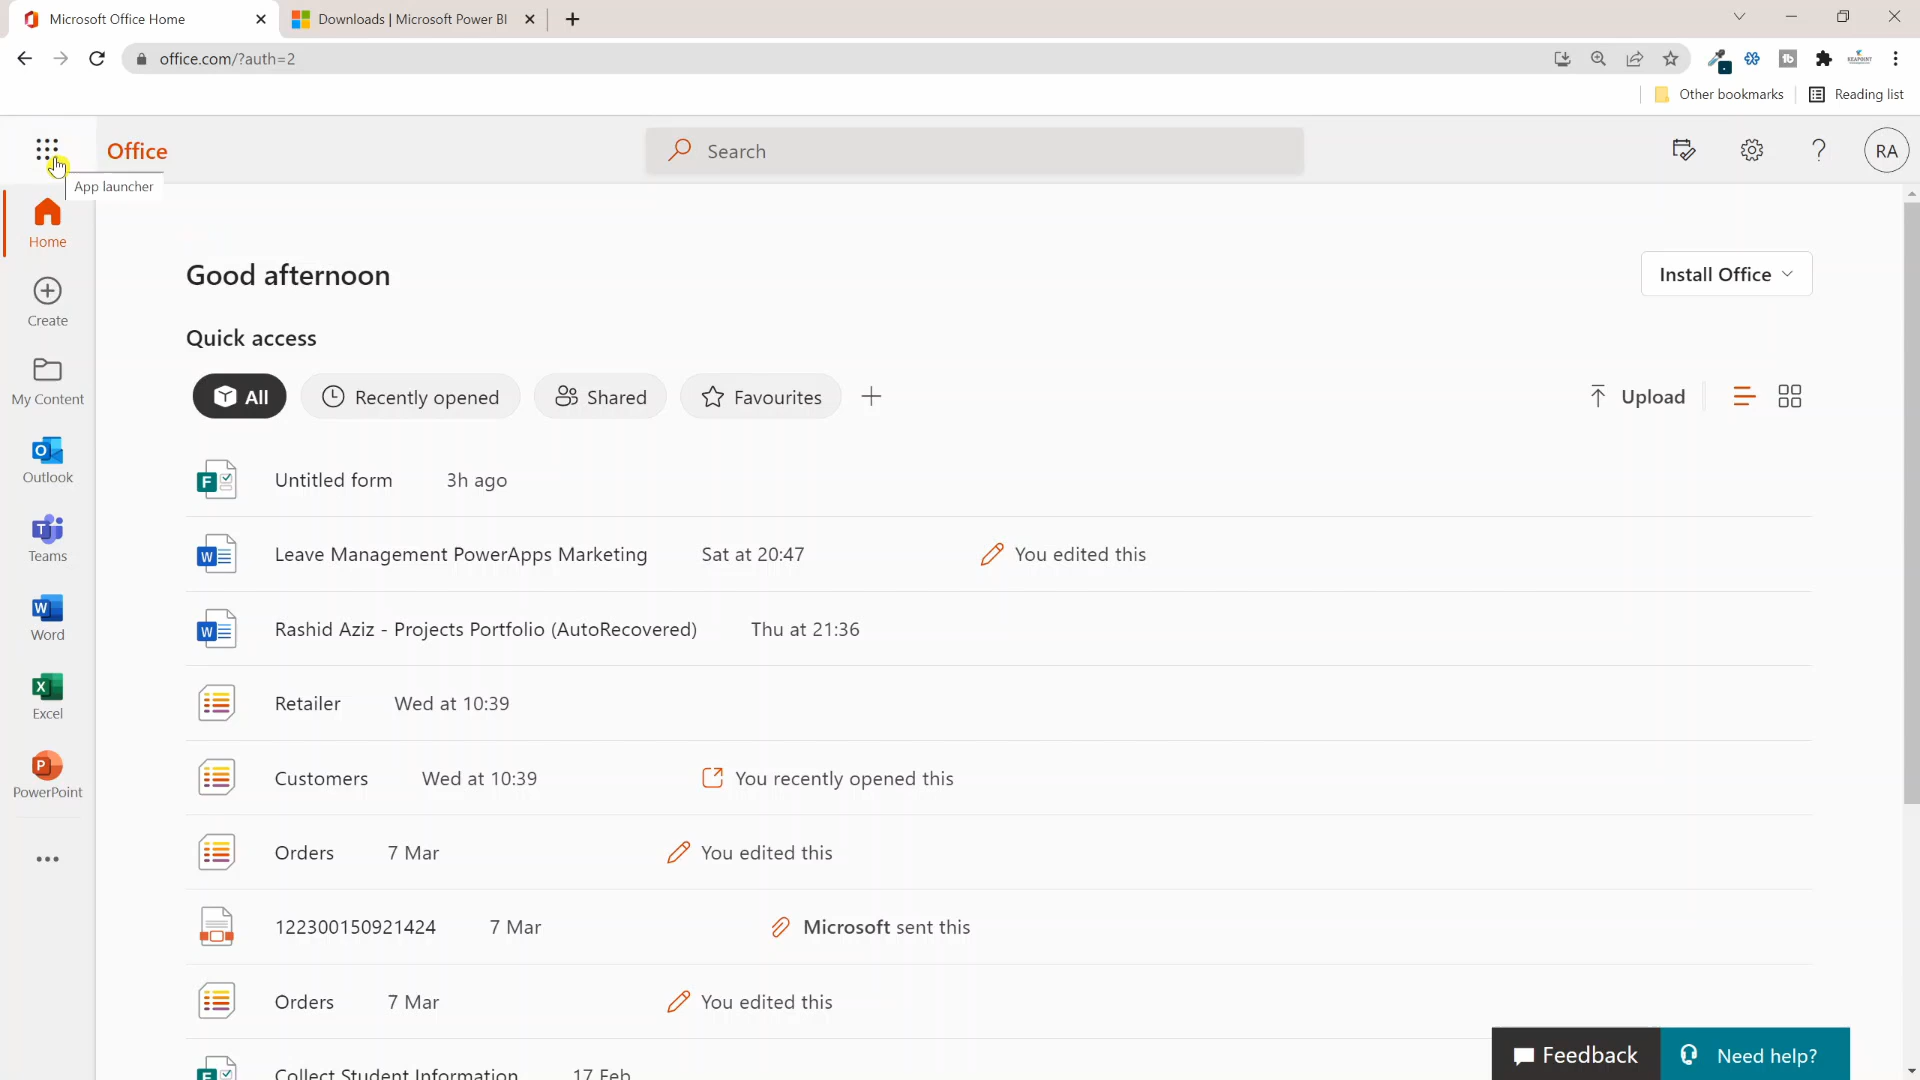 Microsoft Office Home
Downloads | Microsoft Power BI
office.com/?auth=2
Other bookmarks
Reading list
Office
Search
RA
App launcher
Home
Create
My Content
Outlook
Teams
Word
Excel
PowerPoint
Good afternoon
Install Office
Quick access
All
Recently opened
Shared
Favourites
Upload
Untitled form 3h ago
Leave Management PowerApps Marketing Sat at 20:47 You edited this
Rashid Aziz - Projects Portfolio (AutoRecovered) Thu at 21:36
Retailer Wed at 10:39
Customers Wed at 10:39 You recently opened this
Orders 7 Mar You edited this
122300150921424 7 Mar Microsoft sent this
Orders 7 Mar You edited this
Collect Student Information 17 Feb
Feedback
Need help?